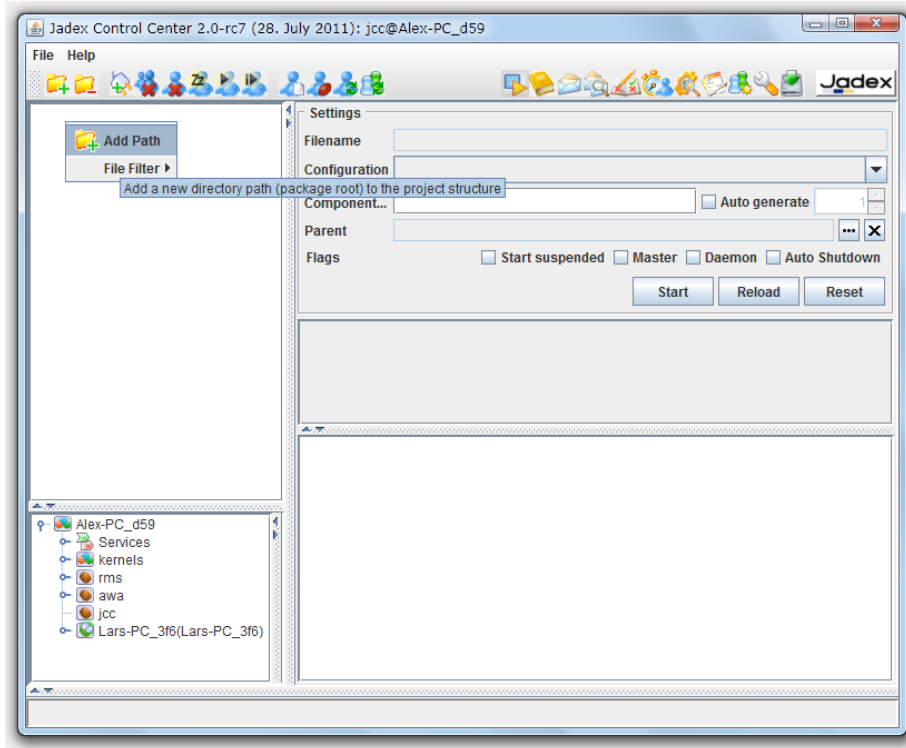 Jadex Control Center 2.0-rc7 (28. July 2011): jcc@Alex-PC_d59
File Help
Jadex
Add Path
File Filter
Add a new directory path (package root) to the project structure
Settings
Filename
Configuration
Component... Auto generate 1
Parent ...
Flags Start suspended Master Daemon Auto Shutdown
Start Reload Reset
Alex-PC_d59
Services
kernels
rms
awa
jcc
Lars-PC_3f6(Lars-PC_3f6)